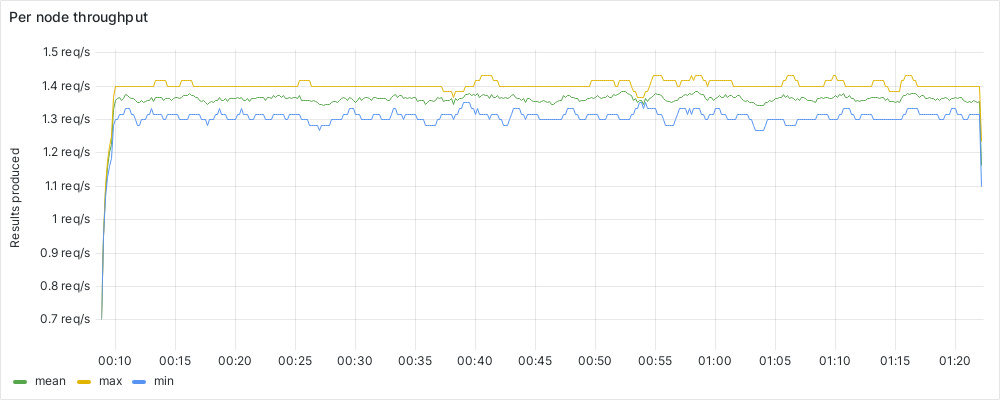 Per node throughput
Results produced
1.5 req/s
1.4 req/s
1.3 req/s
1.2 req/s
1.1 req/s
1 req/s
0.9 req/s
0.8 req/s
0.7 req/s
00:10 00:15 00:20 00:25 00:30 00:35 00:40 00:45 00:50 00:55 01:00 01:05 01:10 01:15 01:20
mean max min